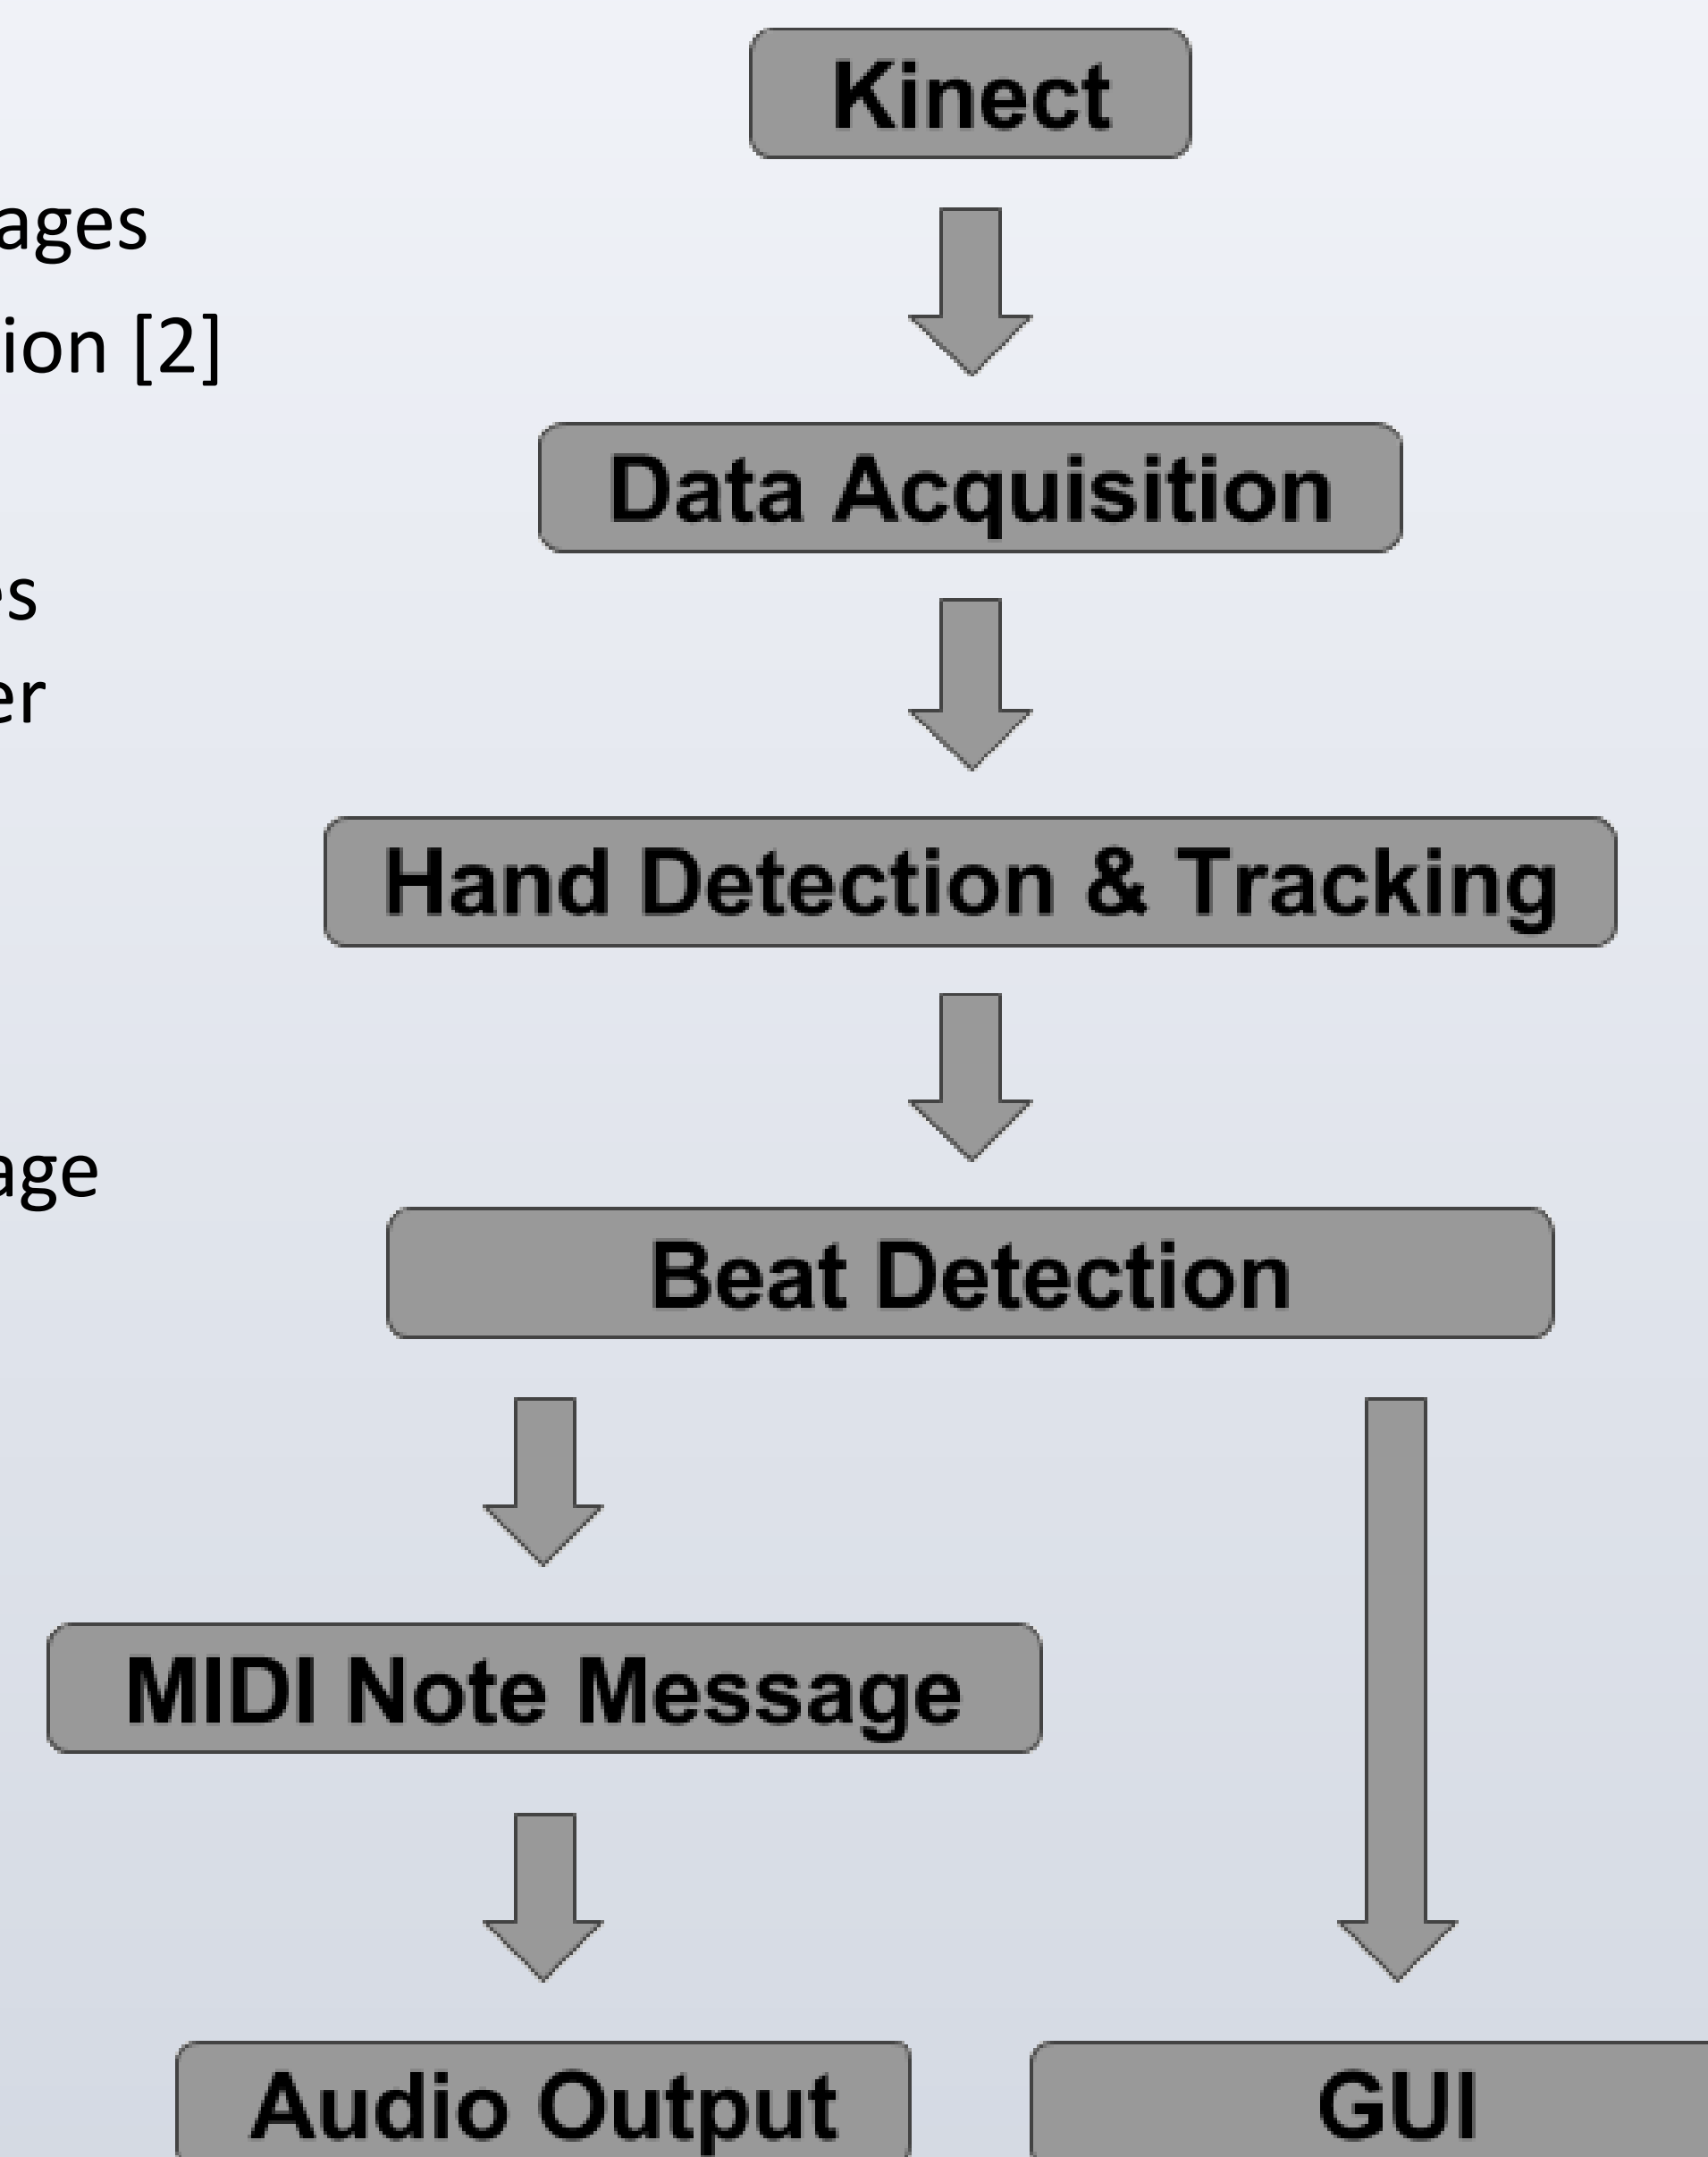 Kinect
ages
ion [2]
Data Acquisition
es
er
Hand Detection & Tracking
age
Beat Detection
MIDI Note Message
Audio Output
GUI